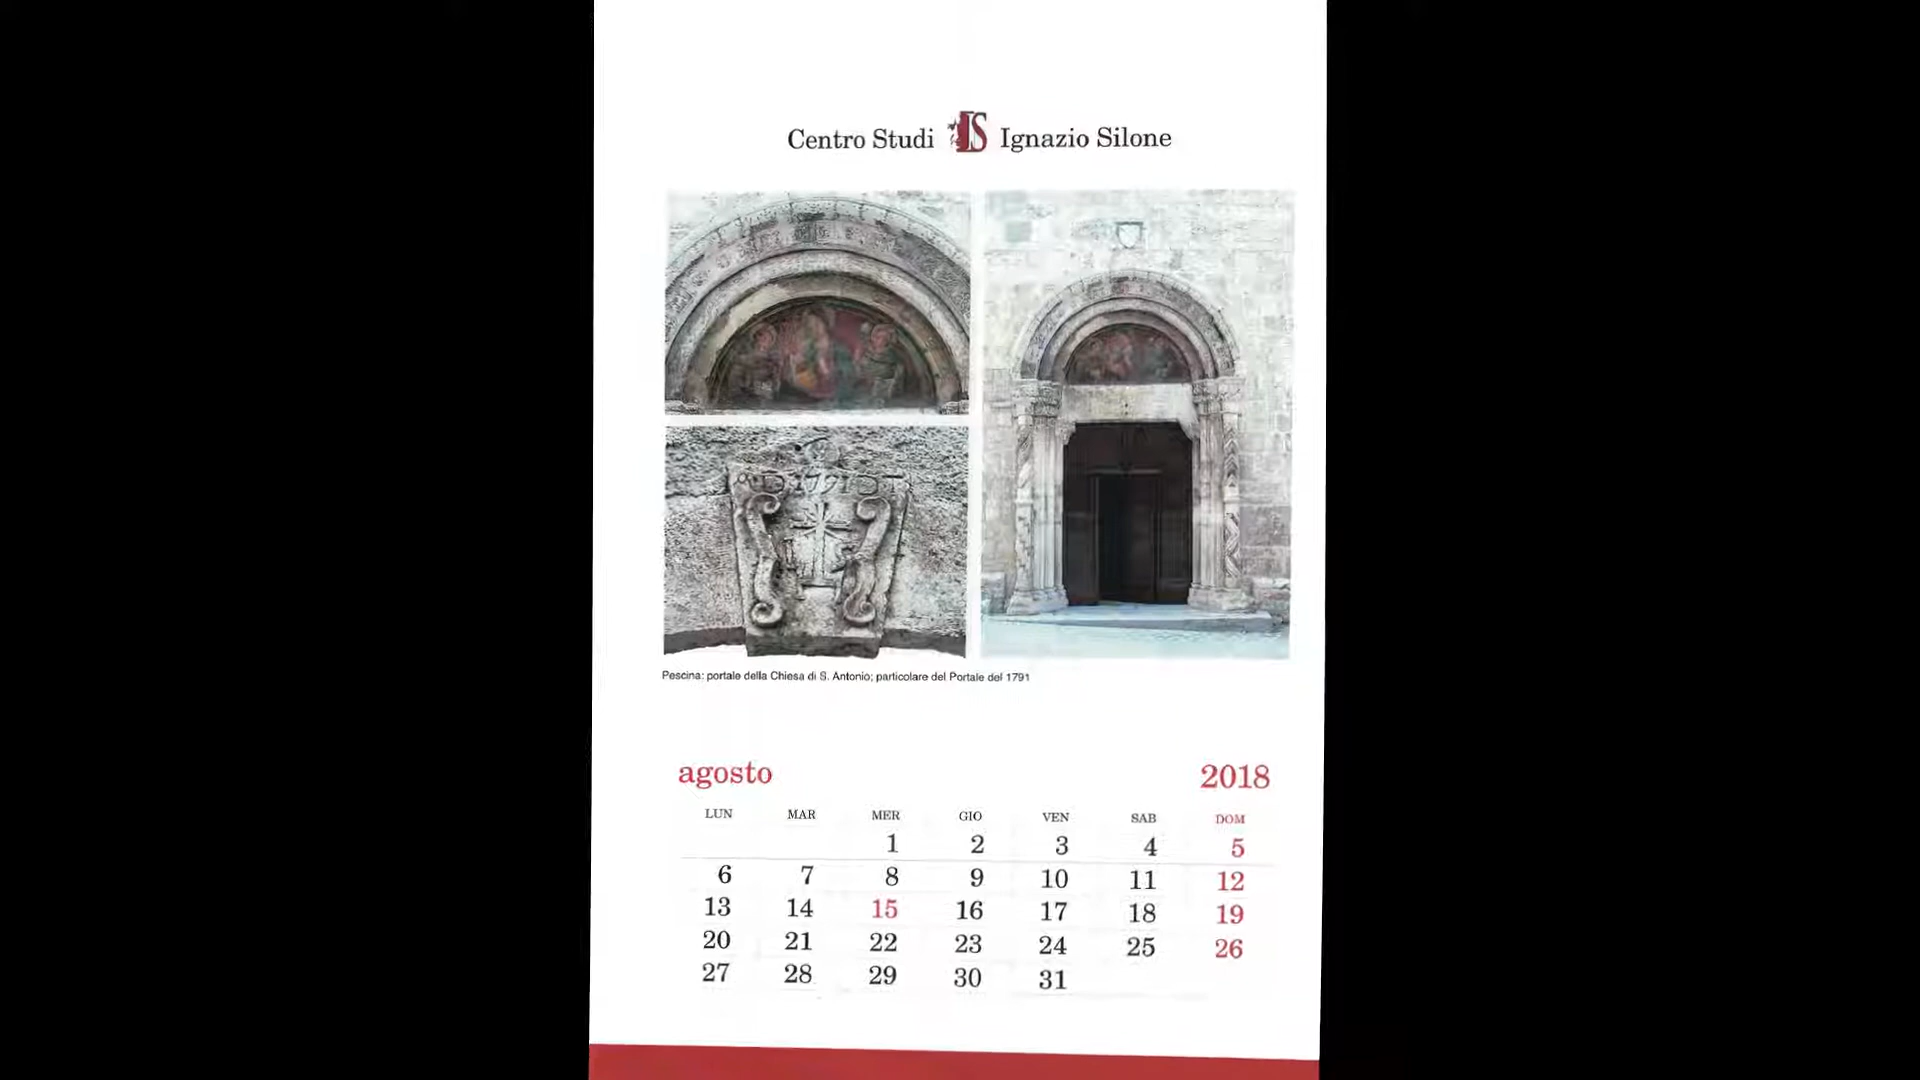 Centro Studi IS Ignazio Silone
A.D 1791 D T
Pescina: portale della Chiesa di S. Antonio; particolare del Portale del 1791
agosto 2018
LUN MAR MER GIO VEN SAB DOM
1 2 3 4 5
6 7 8 9 10 11 12
13 14 15 16 17 18 19
20 21 22 23 24 25 26
27 28 29 30 31